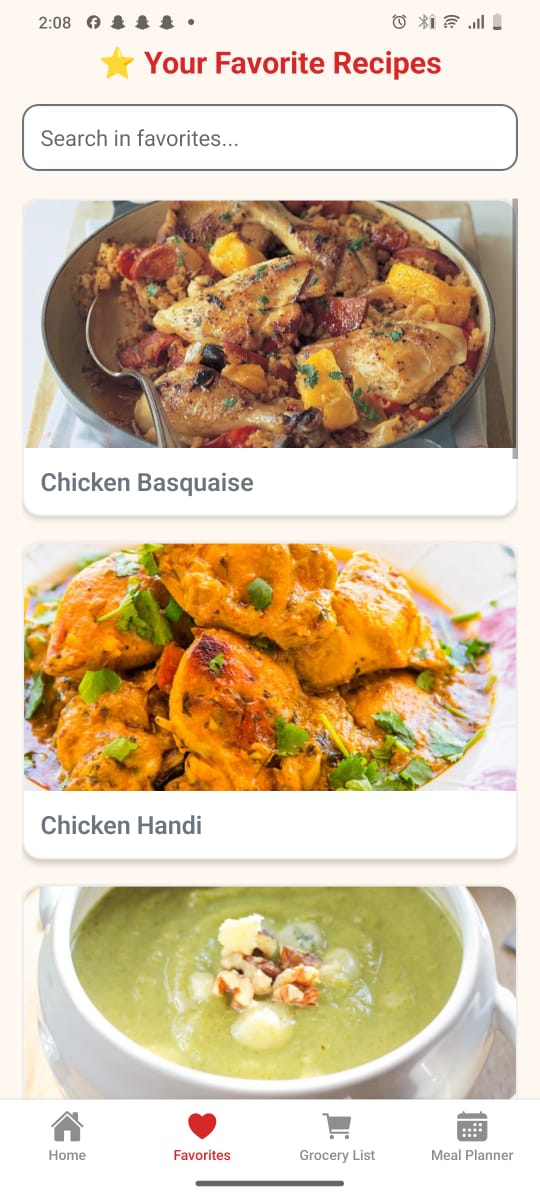 2:08
⭐ Your Favorite Recipes
Search in favorites...
Chicken Basquaise
Chicken Handi
Home
Favorites
Grocery List
Meal Planner